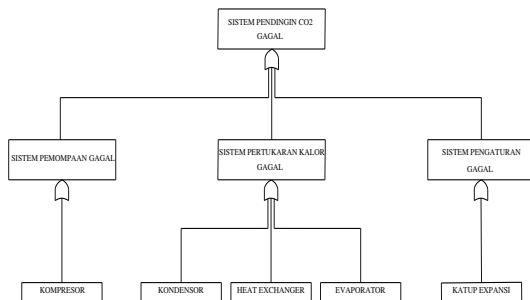 SISTEM PENDINGIN CO2
GAGAL
SISTEM PEMOMPAAN GAGAL
SISTEM PERTUKARAN KALOR
GAGAL
SISTEM PENGATURAN
GAGAL
KOMPRESOR
KONDENSOR
HEAT EXCHANGER
EVAPORATOR
KATUP EXPANSI